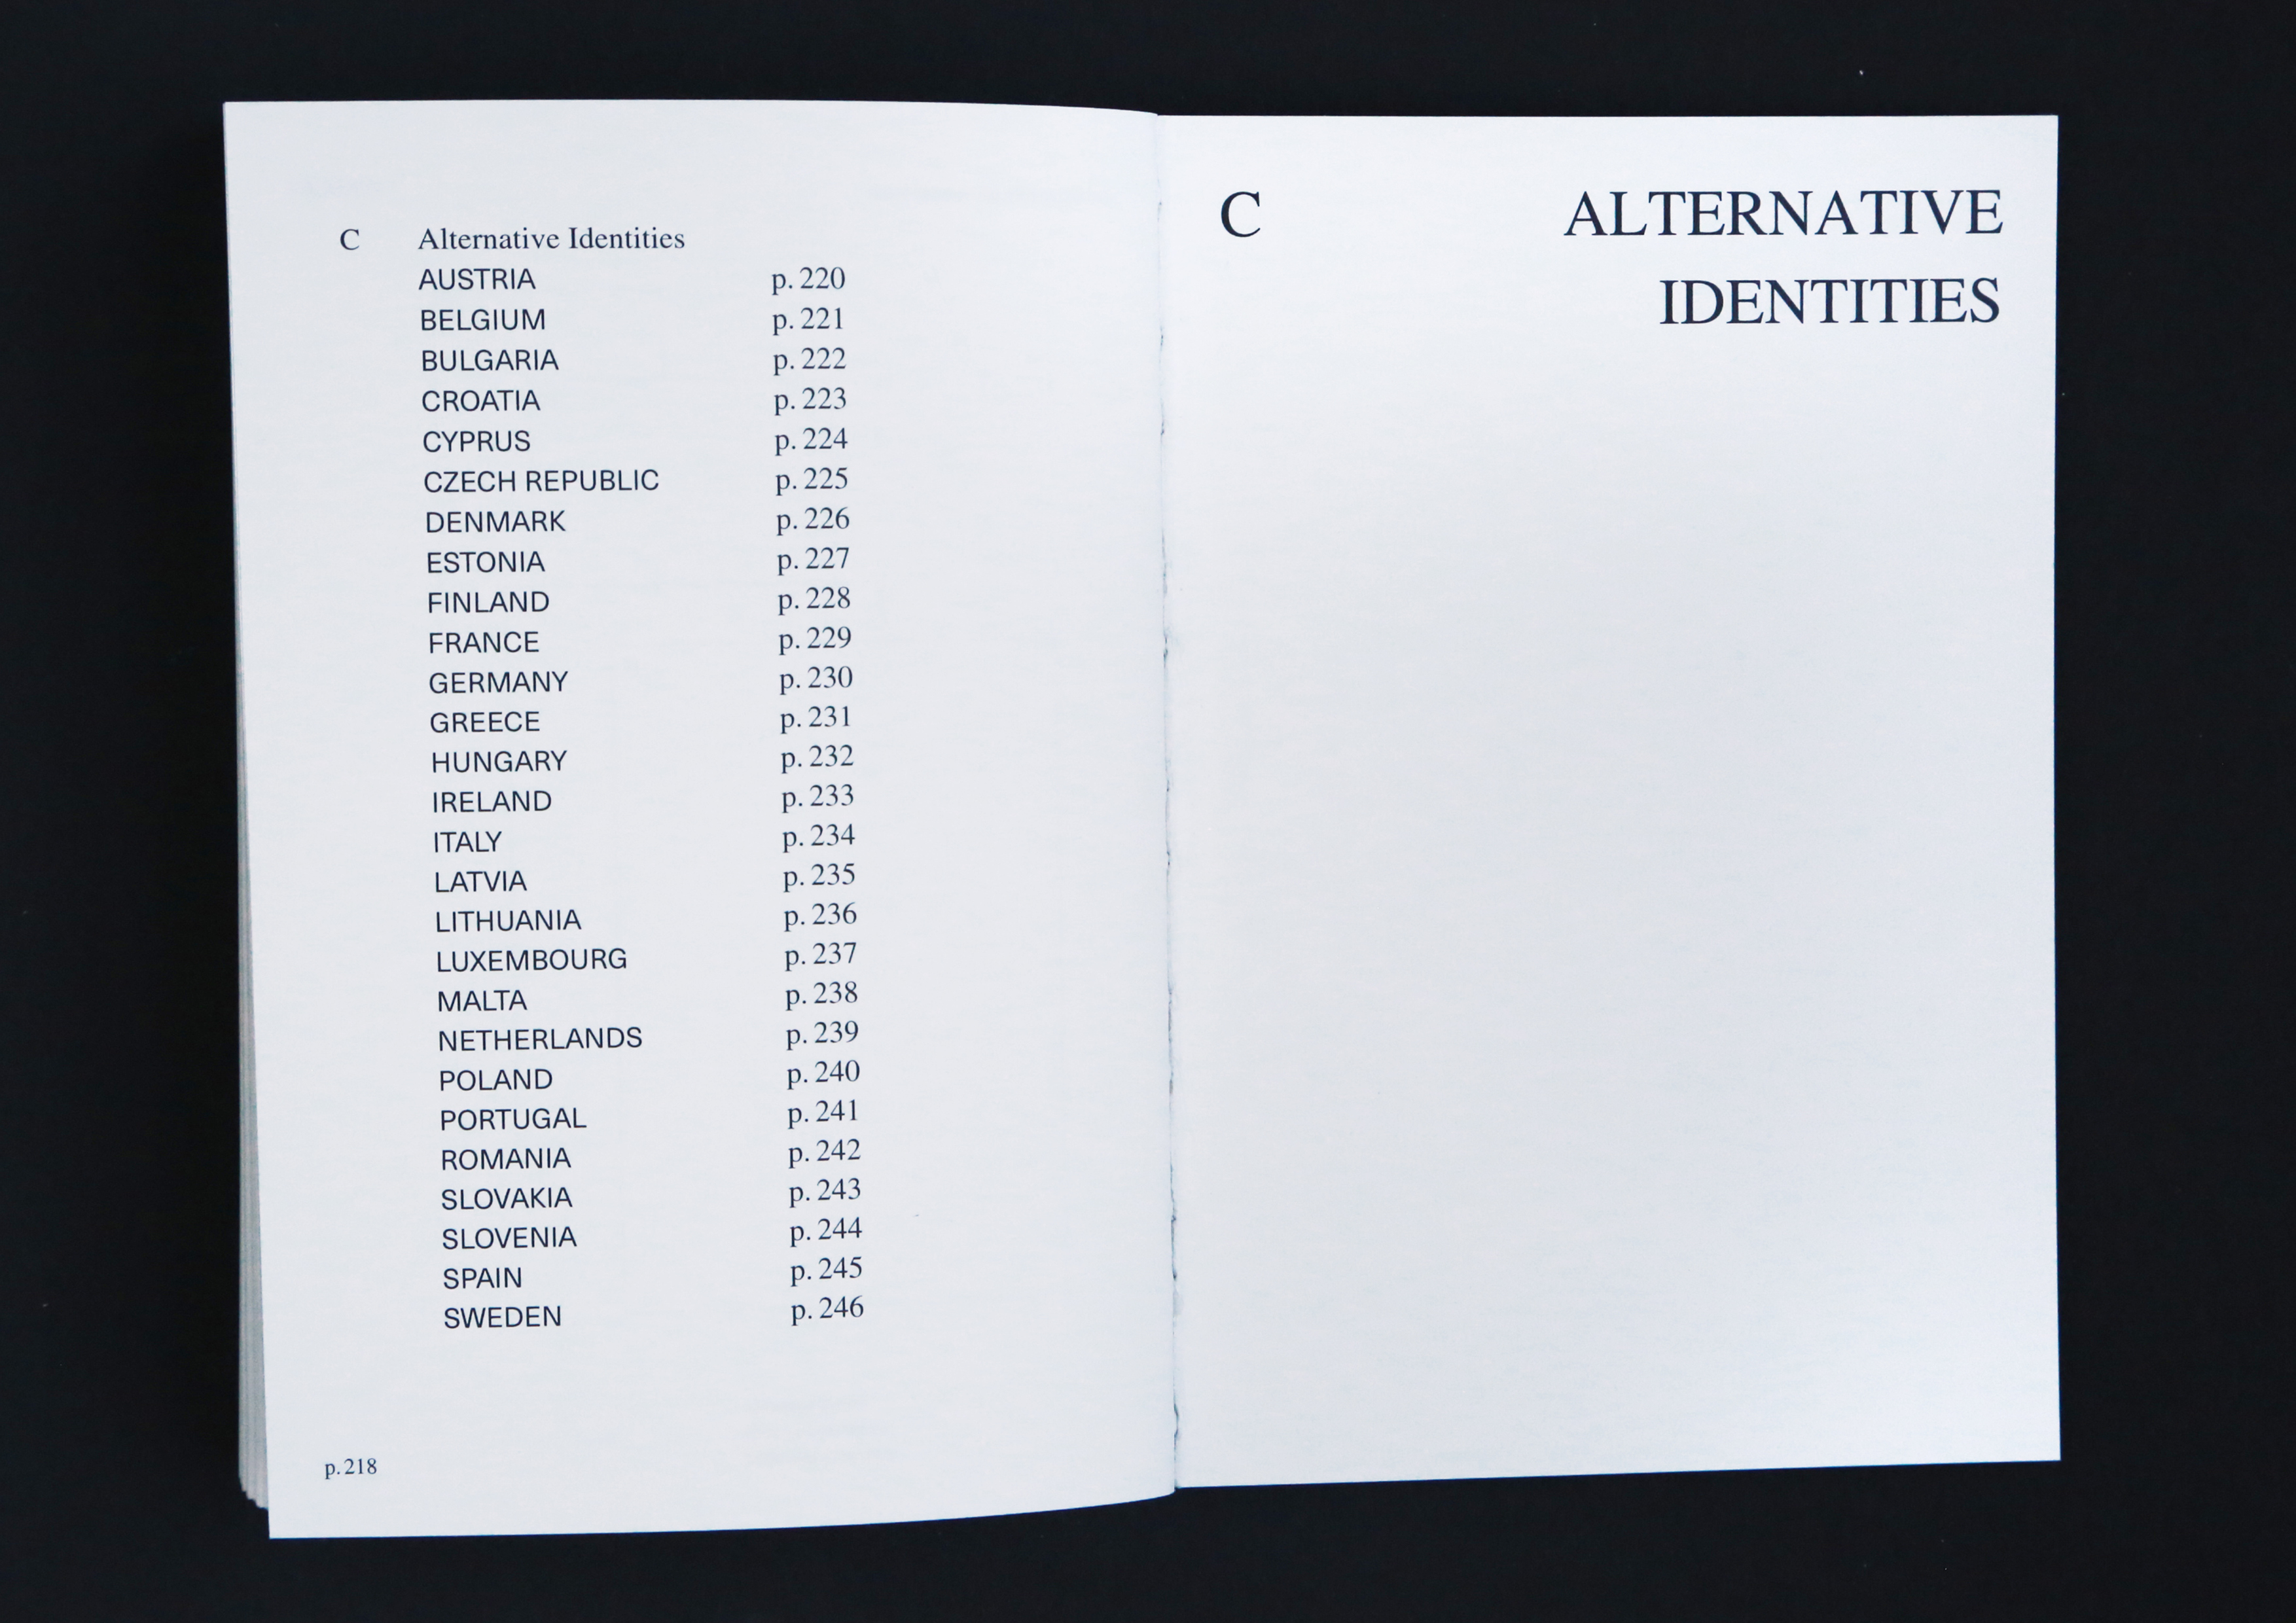 C Alternative Identities
AUSTRIA p. 220
BELGIUM p. 221
BULGARIA p. 222
CROATIA p. 223
CYPRUS p. 224
CZECH REPUBLIC p. 225
DENMARK p. 226
ESTONIA p. 227
FINLAND p. 228
FRANCE p. 229
GERMANY p. 230
GREECE p. 231
HUNGARY p. 232
IRELAND p. 233
ITALY p. 234
LATVIA p. 235
LITHUANIA p. 236
LUXEMBOURG p. 237
MALTA p. 238
NETHERLANDS p. 239
POLAND p. 240
PORTUGAL p. 241
ROMANIA p. 242
SLOVAKIA p. 243
SLOVENIA p. 244
SPAIN p. 245
SWEDEN p. 246
p. 218
C ALTERNATIVE
IDENTITIES